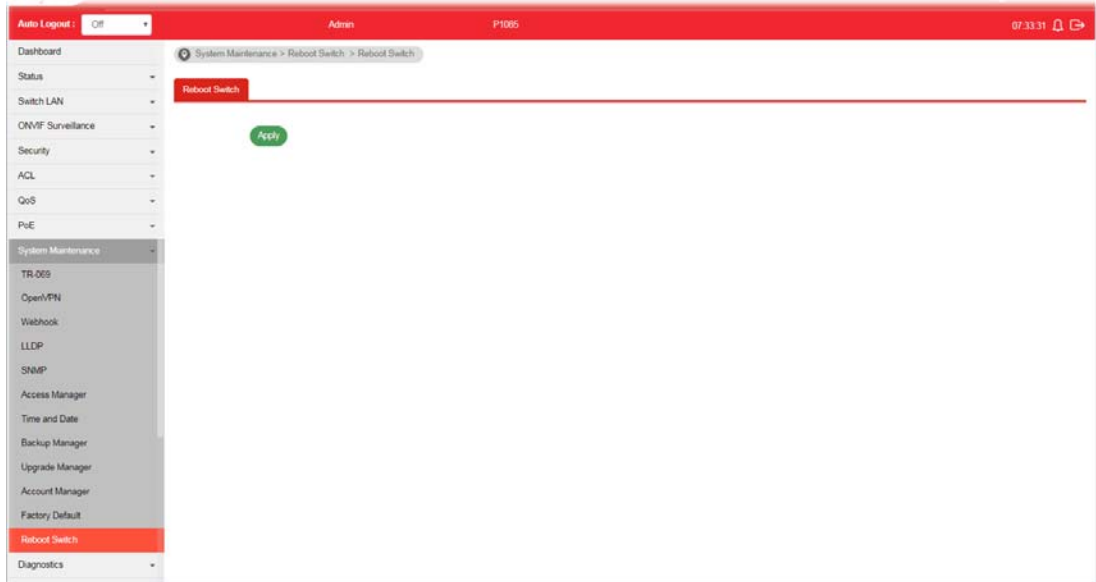 Auto Logout : Off Admin P1085 07:33:31
Dashboard
System Maintenance > Reboot Switch > Reboot Switch
Status
Reboot Switch
Switch LAN
ONVIF Surveillance
Apply
Security
ACL
QoS
PoE
System Maintenance
TR-069
OpenVPN
Webhook
LLDP
SNMP
Access Manager
Time and Date
Backup Manager
Upgrade Manager
Account Manager
Factory Default
Reboot Switch
Diagnostics